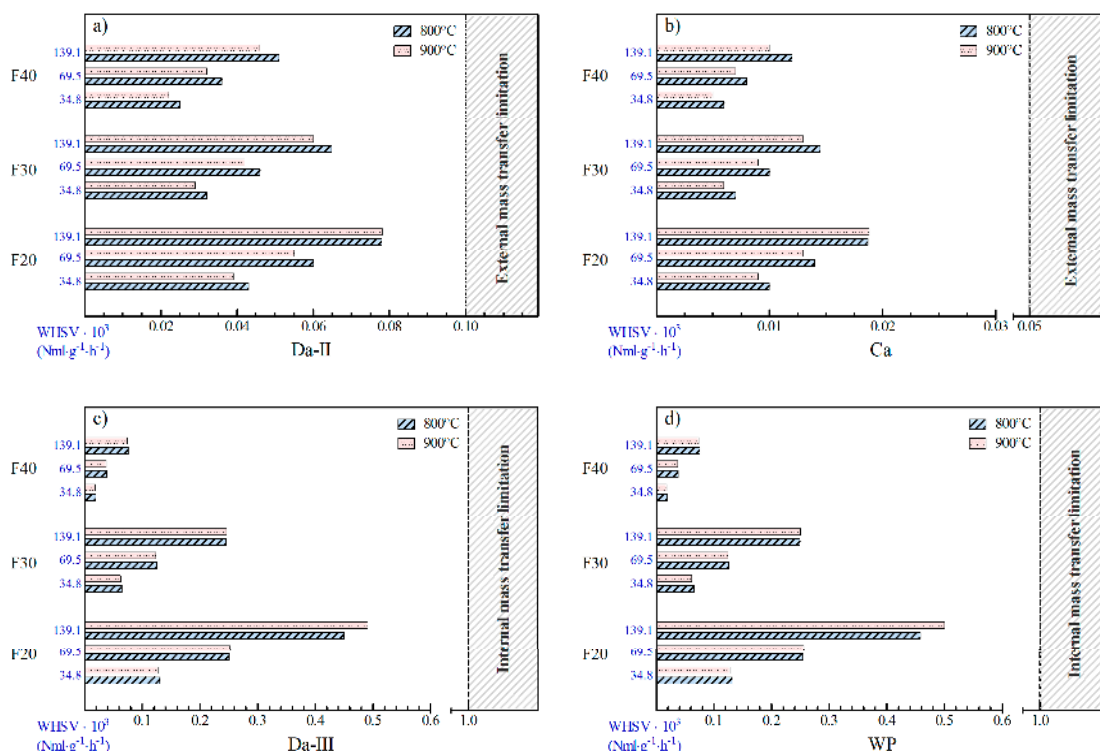 a)
800°C
900°C
F40
139.1
69.5
34.8
F30
139.1
69.5
34.8
F20
139.1
69.5
34.8
External mass transfer limitation
0.02
0.04
0.06
0.08
0.10
WHSV · 10³
(Nml·g⁻¹·h⁻¹)
Da-II
b)
800°C
900°C
F40
139.1
69.5
34.8
F30
139.1
69.5
34.8
F20
139.1
69.5
34.8
External mass transfer limitation
0.01
0.02
0.03
0.05
WHSV · 10³
(Nml·g⁻¹·h⁻¹)
Ca
c)
800°C
900°C
F40
139.1
69.5
34.8
F30
139.1
69.5
34.8
F20
139.1
69.5
34.8
Internal mass transfer limitation
0.1
0.2
0.3
0.4
0.5
0.6
1.0
WHSV · 10³
(Nml·g⁻¹·h⁻¹)
Da-III
d)
800°C
900°C
F40
139.1
69.5
34.8
F30
139.1
69.5
34.8
F20
139.1
69.5
34.8
Internal mass transfer limitation
0.1
0.2
0.3
0.4
0.5
0.6
1.0
WHSV · 10³
(Nml·g⁻¹·h⁻¹)
WP